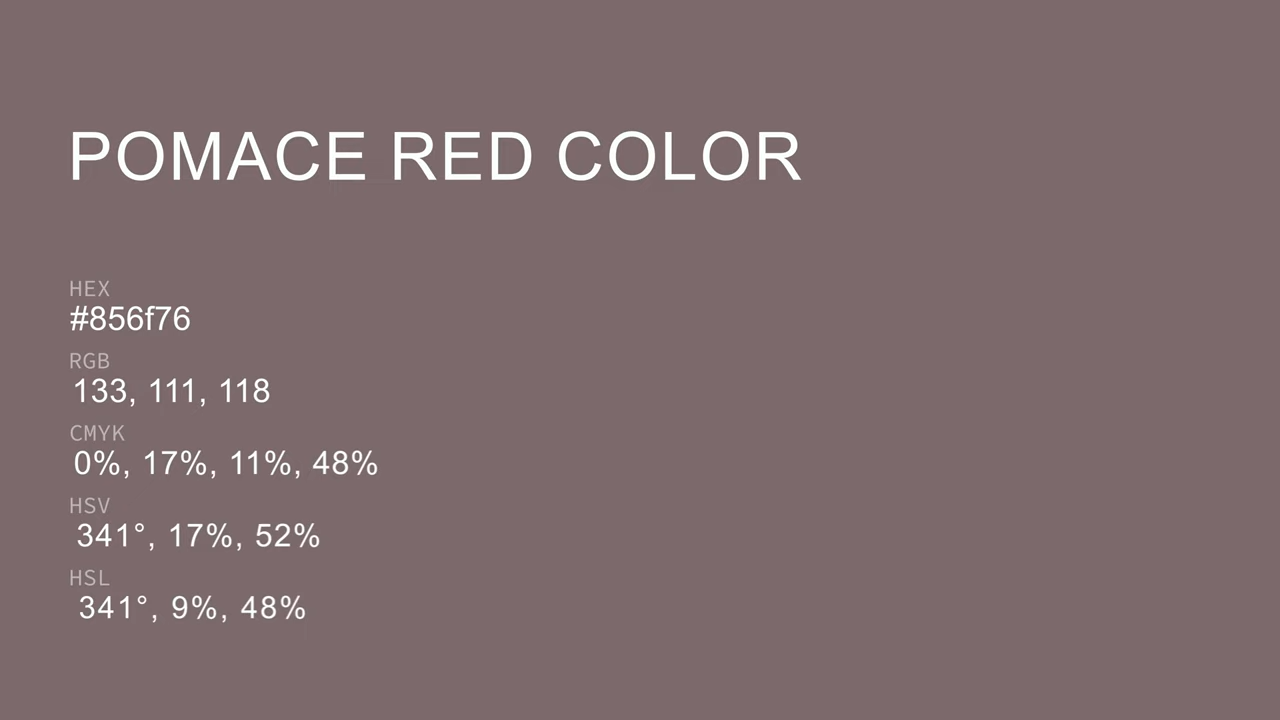 POMACE RED COLOR
HEX
#856f76
RGB
133, 111, 118
CMYK
0%, 17%, 11%, 48%
HSV
341°, 17%, 52%
HSL
341°, 9%, 48%